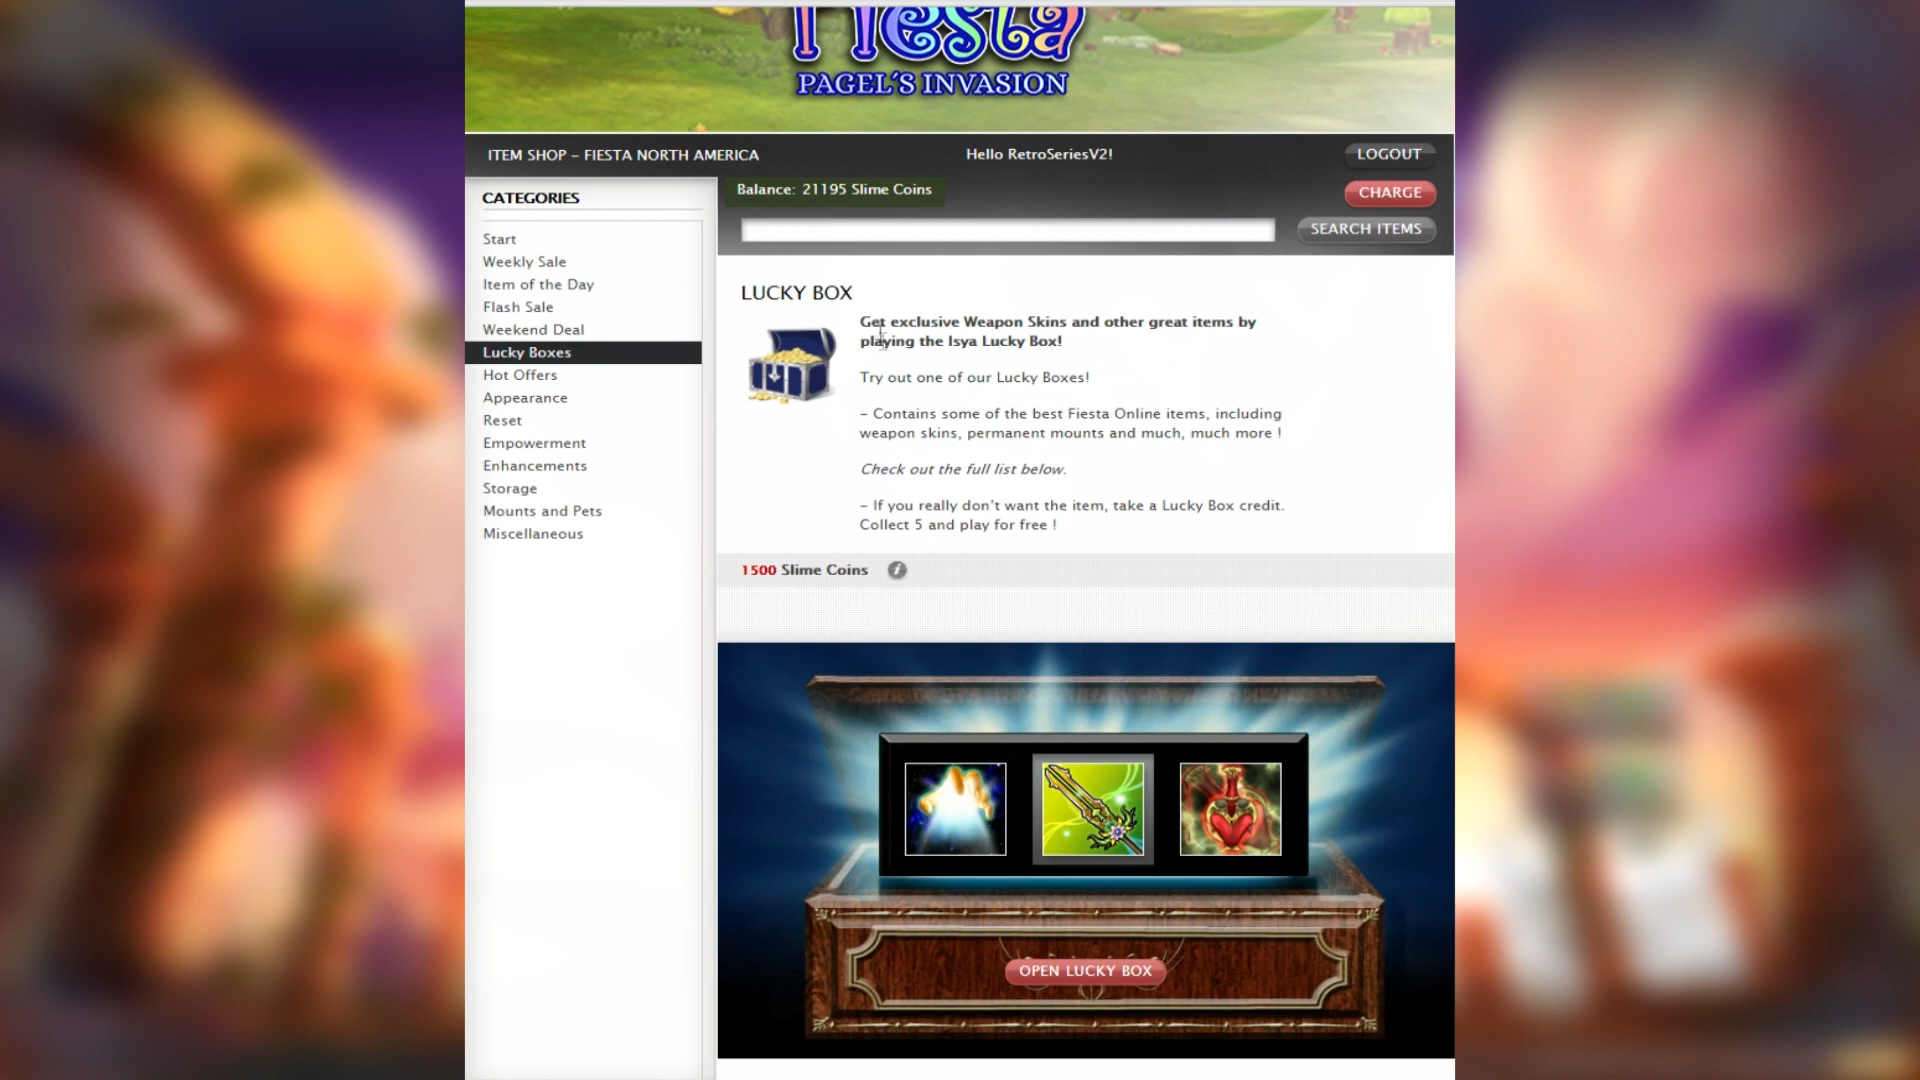 Fiesta
PAGEL'S INVASION
ITEM SHOP – FIESTA NORTH AMERICA
Hello RetroSeriesV2!
LOGOUT
Balance: 21195 Slime Coins
CHARGE
SEARCH ITEMS
CATEGORIES
Start
Weekly Sale
Item of the Day
Flash Sale
Weekend Deal
Lucky Boxes
Hot Offers
Appearance
Reset
Empowerment
Enhancements
Storage
Mounts and Pets
Miscellaneous
LUCKY BOX
Get exclusive Weapon Skins and other great items by
playing the Isya Lucky Box!
Try out one of our Lucky Boxes!
– Contains some of the best Fiesta Online items, including
weapon skins, permanent mounts and much, much more !
Check out the full list below.
– If you really don't want the item, take a Lucky Box credit.
Collect 5 and play for free !
1500 Slime Coins
i
OPEN LUCKY BOX